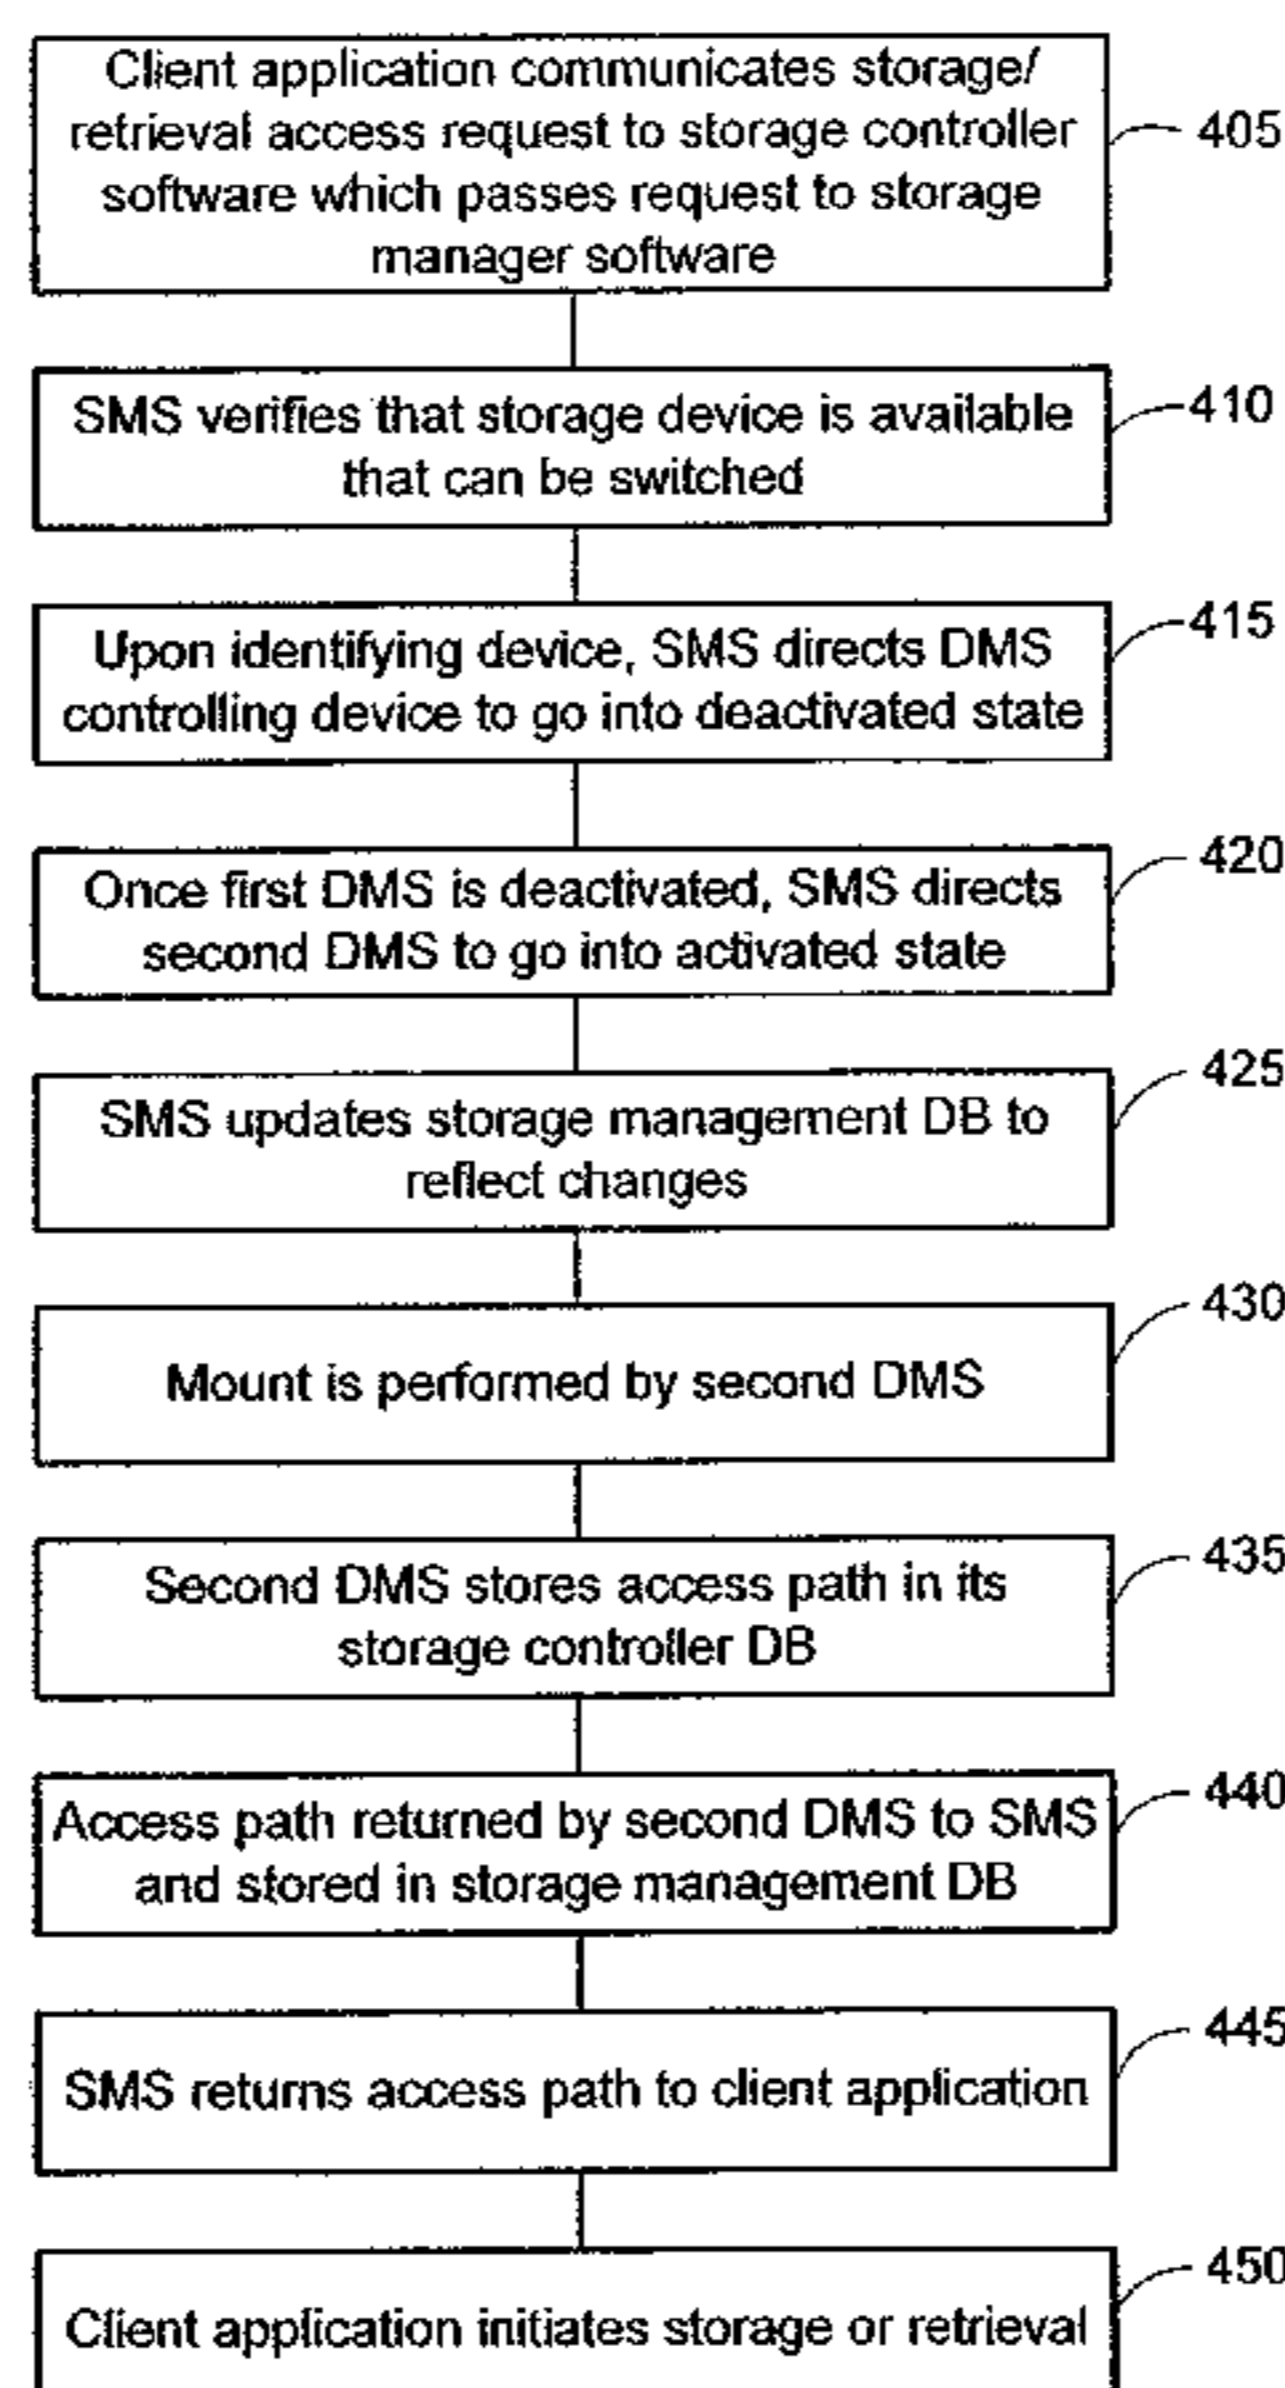 Client application communicates storage/
retrieval access request to storage controller
software which passes request to storage
manager software
405
SMS verifies that storage device is available
that can be switched
410
Upon identifying device, SMS directs DMS
controlling device to go into deactivated state
415
Once first DMS is deactivated, SMS directs
second DMS to go into activated state
420
SMS updates storage management DB to
reflect changes
425
Mount is performed by second DMS
430
Second DMS stores access path in its
storage controller DB
435
Access path returned by second DMS to SMS
and stored in storage management DB
440
SMS returns access path to client application
445
Client application initiates storage or retrieval
450